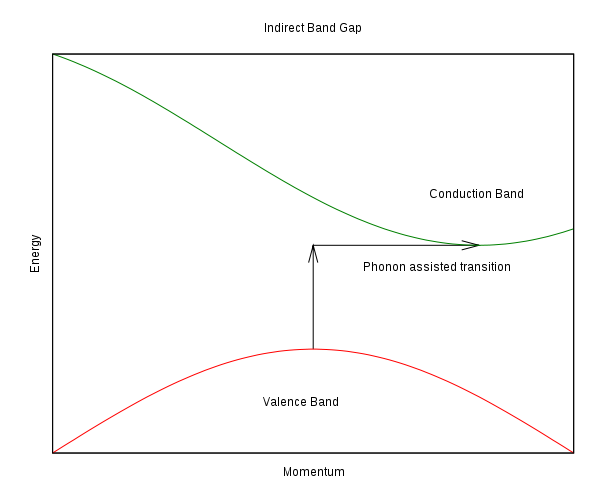 Indirect Band Gap
Conduction Band
Energy
Phonon assisted transition
Valence Band
Momentum